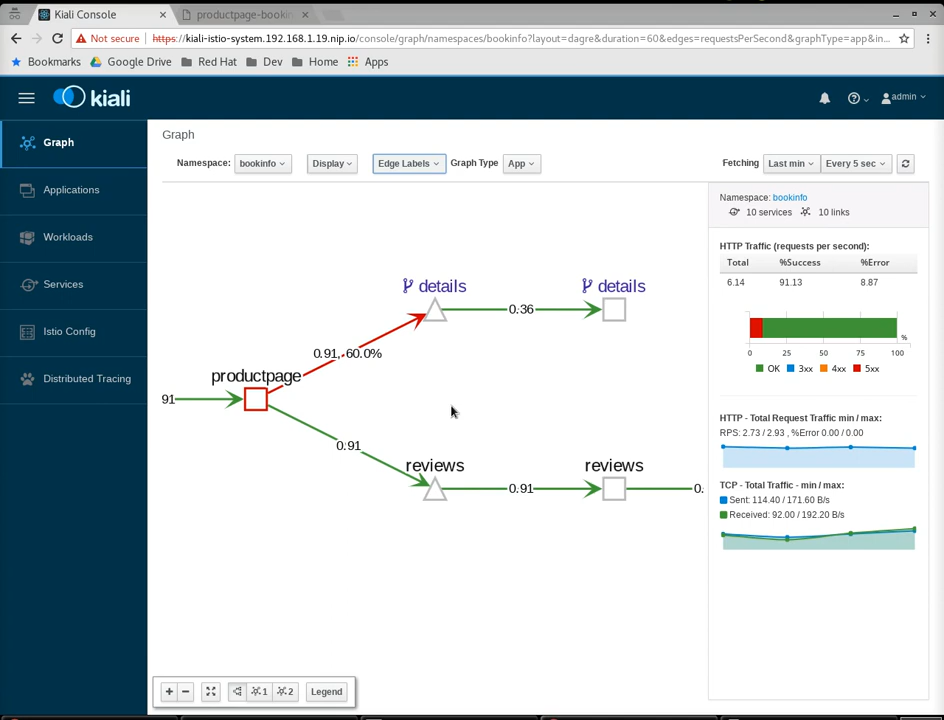 Kiali Console
productpage-bookin
Not secure
https://kiali-istio-system.192.168.1.19.nip.io/console/graph/namespaces/bookinfo?layout=dagre&duration=60&edges=requestsPerSecond&graphType=app&in...
Bookmarks
Google Drive
Red Hat
Dev
Home
Apps
kiali
admin
Graph
Applications
Workloads
Services
Istio Config
Distributed Tracing
Graph
Namespace:
bookinfo
Display
Edge Labels
Graph Type
App
Fetching
Last min
Every 5 sec
details
details
0.36
0.91, 60.0%
productpage
91
0.91
reviews
reviews
0.91
0.
Namespace: bookinfo
10 services
10 links
HTTP Traffic (requests per second):
Total %Success %Error
6.14 91.13 8.87
%
0 25 50 75 100
OK 3xx 4xx 5xx
HTTP - Total Request Traffic min / max:
RPS: 2.73 / 2.93 , %Error 0.00 / 0.00
TCP - Total Traffic - min / max:
Sent: 114.40 / 171.60 B/s
Received: 92.00 / 192.20 B/s
1
2
Legend